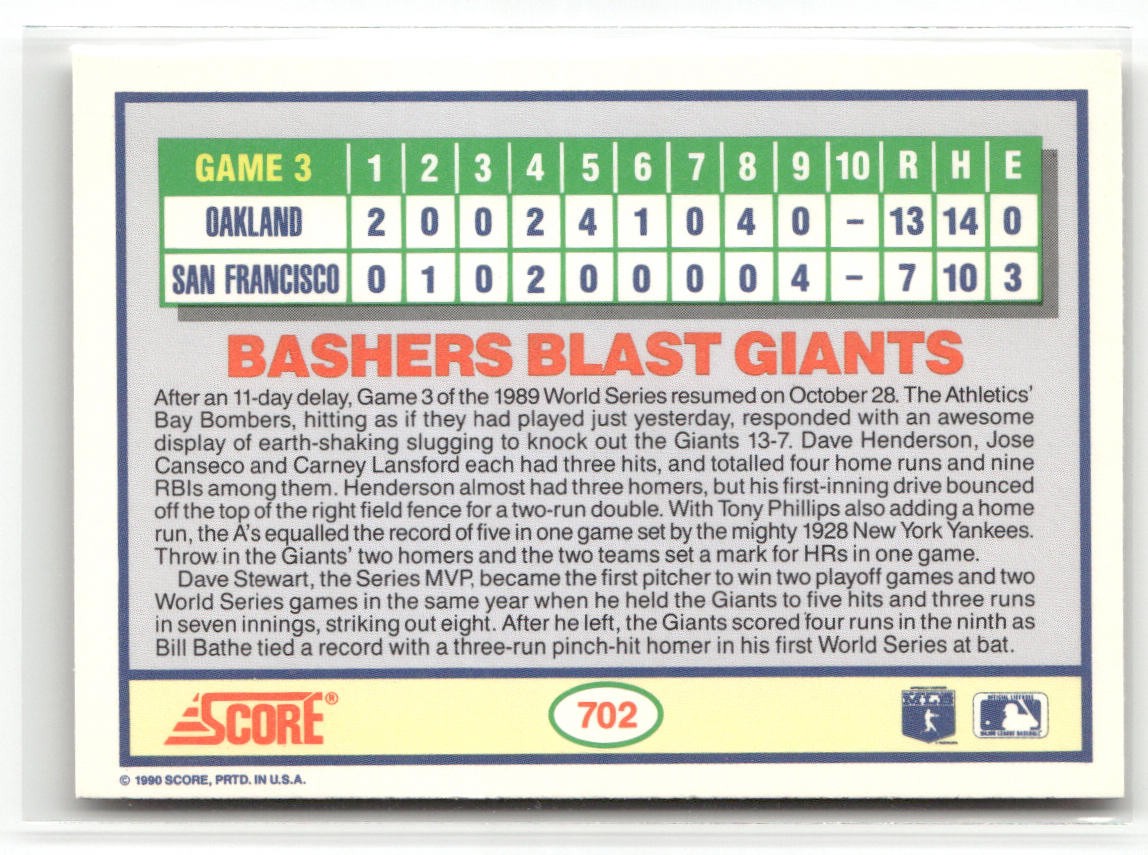 GAME 3 1 2 3 4 5 6 7 8 9 10 R H E
OAKLAND 2 0 0 2 4 1 0 4 0 – 13 14 0
SAN FRANCISCO 0 1 0 2 0 0 0 0 4 – 7 10 3
BASHERS BLAST GIANTS
After an 11-day delay, Game 3 of the 1989 World Series resumed on October 28. The Athletics'
Bay Bombers, hitting as if they had played just yesterday, responded with an awesome
display of earth-shaking slugging to knock out the Giants 13-7. Dave Henderson, Jose
Canseco and Carney Lansford each had three hits, and totalled four home runs and nine
RBIs among them. Henderson almost had three homers, but his first-inning drive bounced
off the top of the right field fence for a two-run double. With Tony Phillips also adding a home
run, the A's equalled the record of five in one game set by the mighty 1928 New York Yankees.
Throw in the Giants' two homers and the two teams set a mark for HRs in one game.
Dave Stewart, the Series MVP, became the first pitcher to win two playoff games and two
World Series games in the same year when he held the Giants to five hits and three runs
in seven innings, striking out eight. After he left, the Giants scored four runs in the ninth as
Bill Bathe tied a record with a three-run pinch-hit homer in his first World Series at bat.
SCORE®
702
MAJOR LEAGUE BASEBALL
© 1990 SCORE, PRTD. IN U.S.A.